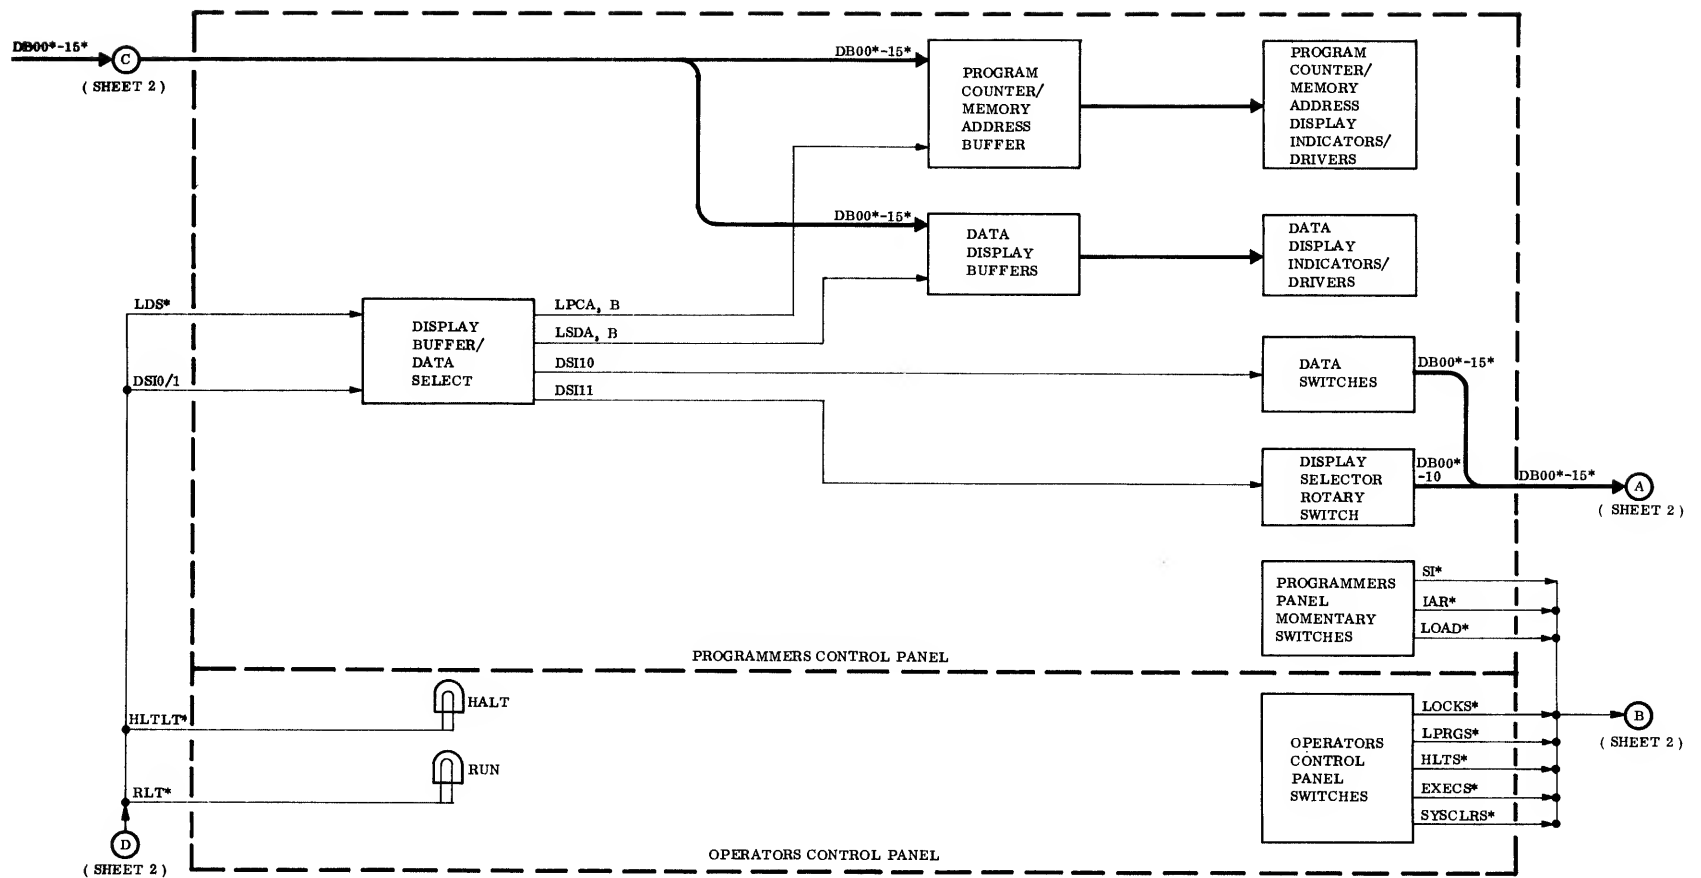 DB00*-15*
C
( SHEET 2 )
DB00*-15*
PROGRAM
COUNTER/
MEMORY
ADDRESS
BUFFER
PROGRAM
COUNTER/
MEMORY
ADDRESS
DISPLAY
INDICATORS/
DRIVERS
DB00*-15*
DATA
DISPLAY
BUFFERS
DATA
DISPLAY
INDICATORS/
DRIVERS
LDS*
DSI0/1
DISPLAY
BUFFER/
DATA
SELECT
LPCA, B
LSDA, B
DSI10
DSI11
DATA
SWITCHES
DB00*-15*
DISPLAY
SELECTOR
ROTARY
SWITCH
DB00*
-10
DB00*-15*
A
( SHEET 2 )
PROGRAMMERS
PANEL
MOMENTARY
SWITCHES
SI*
IAR*
LOAD*
PROGRAMMERS CONTROL PANEL
HLTLT*
HALT
RLT*
RUN
D
( SHEET 2 )
OPERATORS
CONTROL
PANEL
SWITCHES
LOCKS*
LPRGS*
HLTS*
EXECS*
SYSCLRS*
B
( SHEET 2 )
OPERATORS CONTROL PANEL